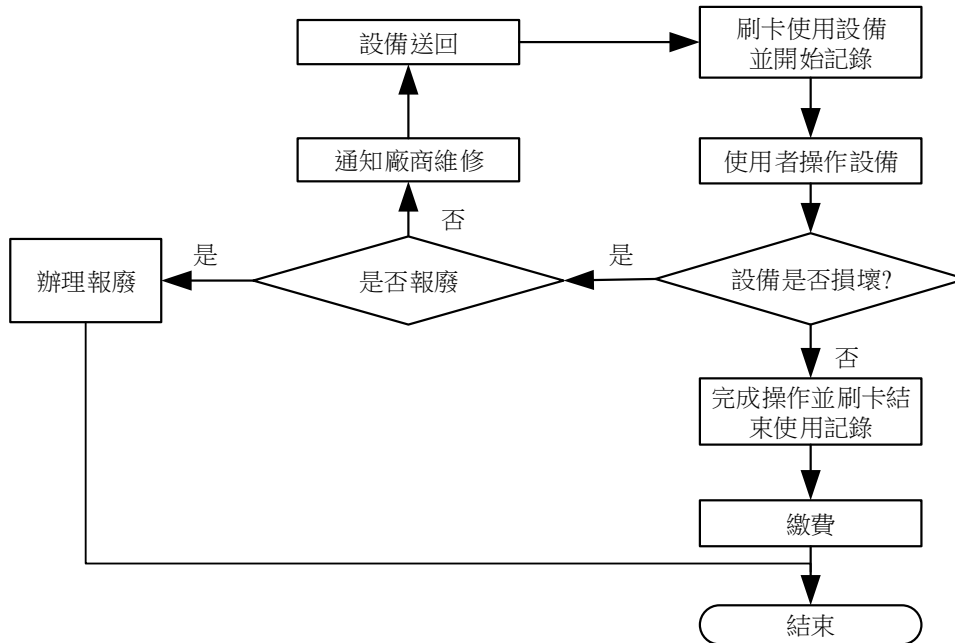 設備送回
刷卡使用設備
並開始記錄
通知廠商維修
使用者操作設備
否
是
是
辦理報廢
是否報廢
設備是否損壞?
否
完成操作並刷卡結
束使用記錄
繳費
結束